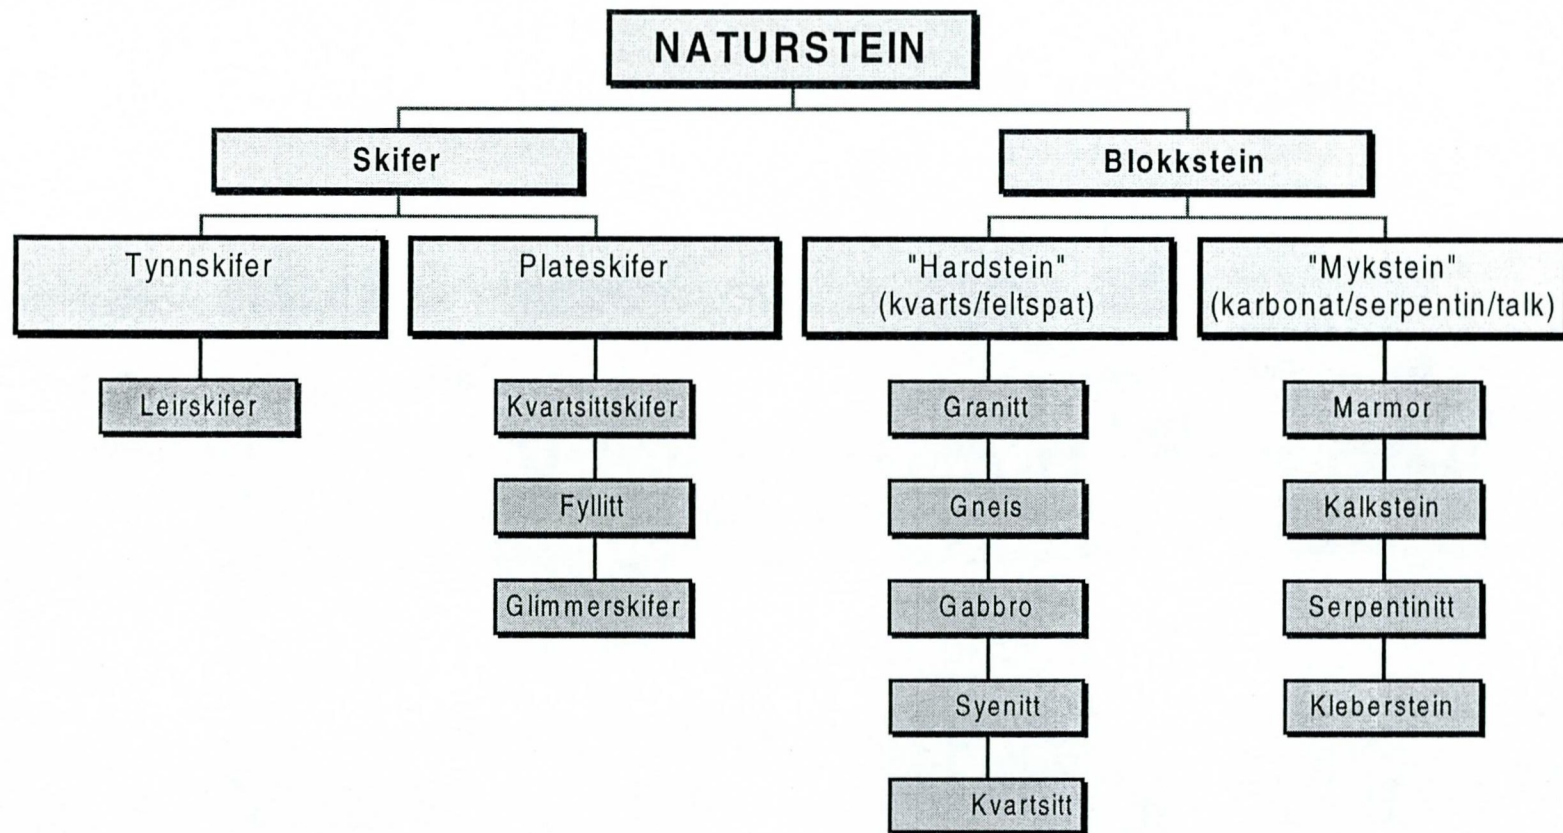 NATURSTEIN
Skifer
Blokkstein
Tynnskifer
Plateskifer
"Hardstein"
(kvarts/feltspat)
"Mykstein"
(karbonat/serpentin/talk)
Leirskifer
Kvartsittskifer
Granitt
Marmor
Fyllitt
Gneis
Kalkstein
Glimmerskifer
Gabbro
Serpentinitt
Syenitt
Kleberstein
Kvartsitt